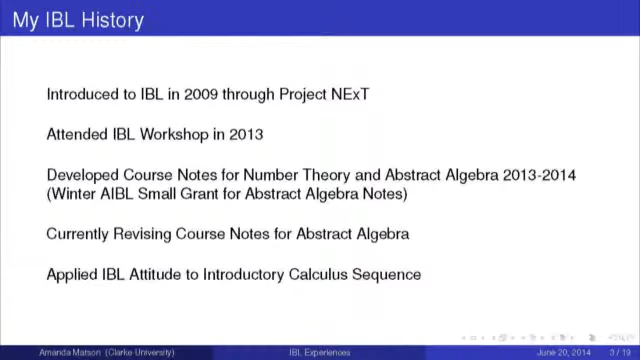 My IBL History
Introduced to IBL in 2009 through Project NExT
Attended IBL Workshop in 2013
Developed Course Notes for Number Theory and Abstract Algebra 2013-2014
(Winter AIBL Small Grant for Abstract Algebra Notes)
Currently Revising Course Notes for Abstract Algebra
Applied IBL Attitude to Introductory Calculus Sequence
Amanda Matson (Clarke University) IBL Experiences June 20, 2014 3 / 19